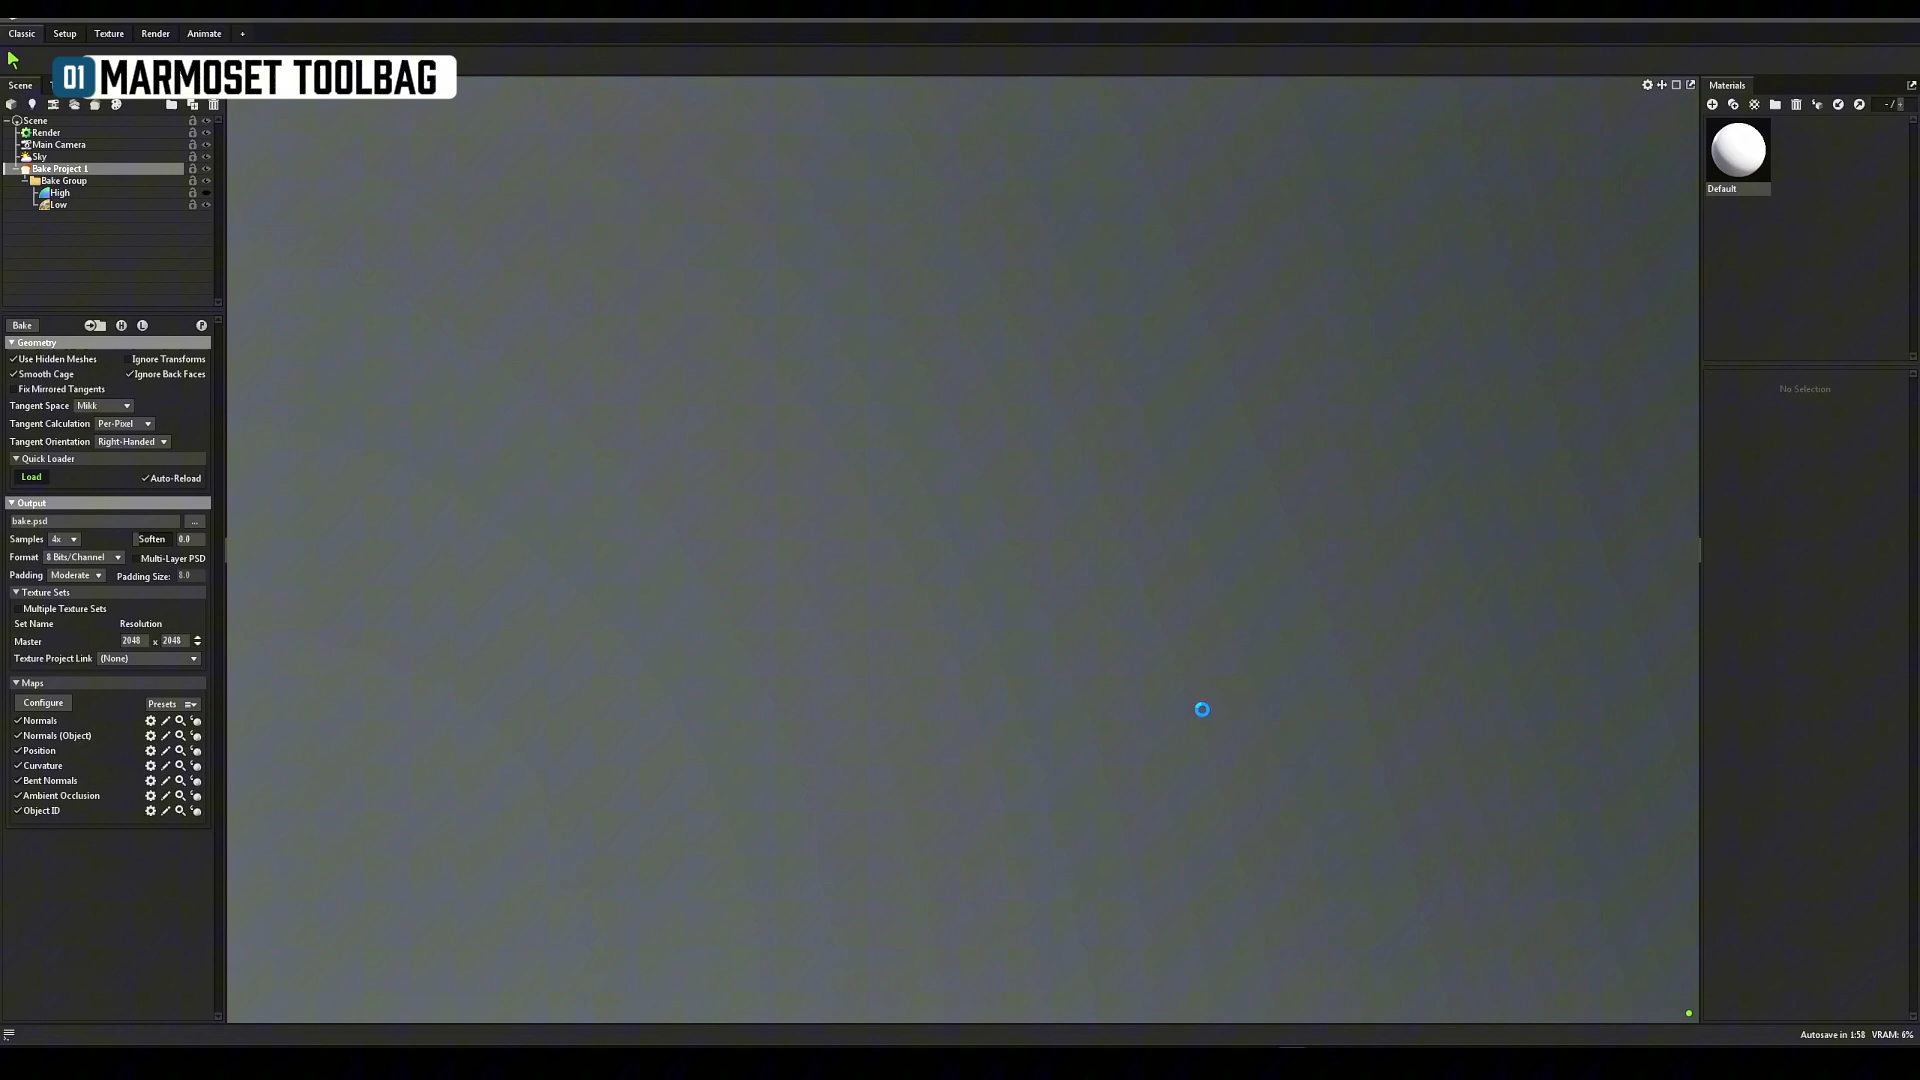 Classic Setup Texture Render Animate +
01 MARMOSET TOOLBAG
Scene
Scene
Render
Main Camera
Sky
Bake Project 1
Bake Group
High
Low
Bake H L P
Geometry
Use Hidden Meshes Ignore Transforms
Smooth Cage Ignore Back Faces
Fix Mirrored Tangents
Tangent Space Mikk
Tangent Calculation Per-Pixel
Tangent Orientation Right-Handed
Quick Loader
Load Auto-Reload
Output
bake.psd ...
Samples 4x Soften 0.0
Format 8 Bits/Channel Multi-Layer PSD
Padding Moderate Padding Size: 8.0
Texture Sets
Multiple Texture Sets
Set Name Resolution
Master 2048 x 2048
Texture Project Link (None)
Maps
Configure Presets
Normals
Normals (Object)
Position
Curvature
Bent Normals
Ambient Occlusion
Object ID
Materials
- / +
Default
No Selection
Autosave in 1:58 VRAM: 6%